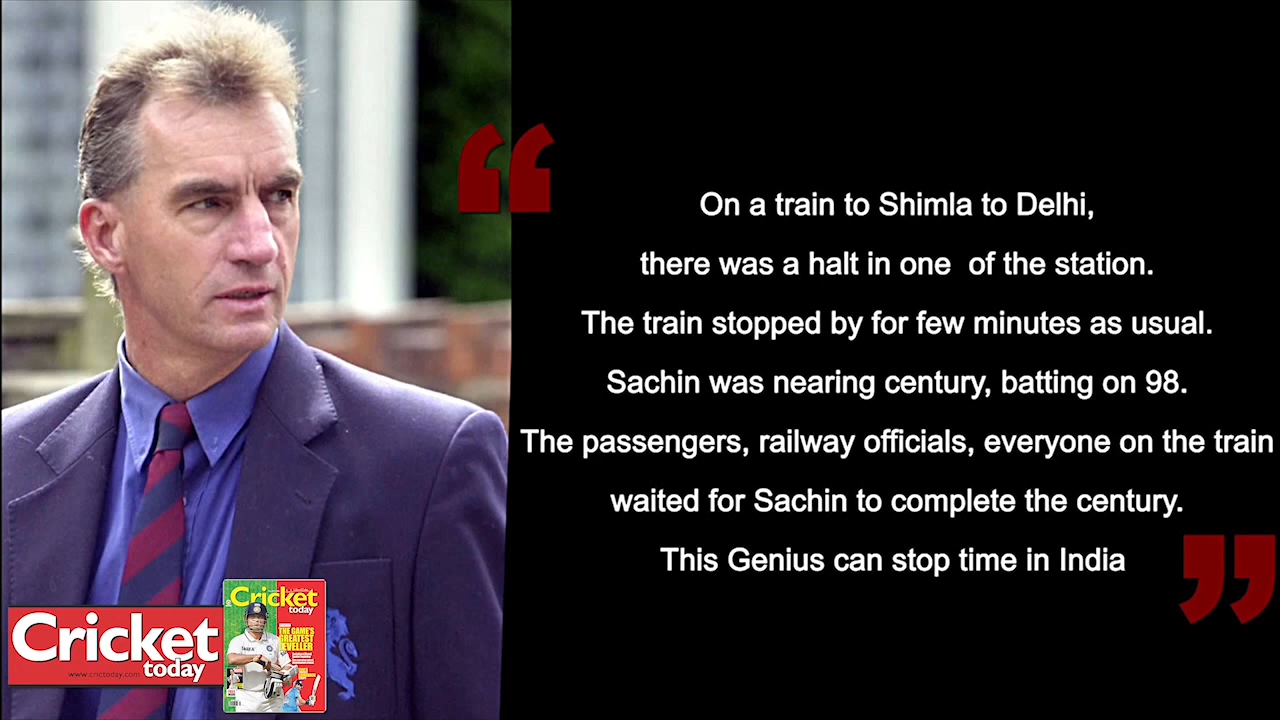 “
On a train to Shimla to Delhi,
there was a halt in one of the station.
The train stopped by for few minutes as usual.
Sachin was nearing century, batting on 98.
The passengers, railway officials, everyone on the train
waited for Sachin to complete the century.
This Genius can stop time in India
”
Cricket
today
www.crictoday.com
Cricket
today
THE GAME'S
GREATEST
LEVELLER